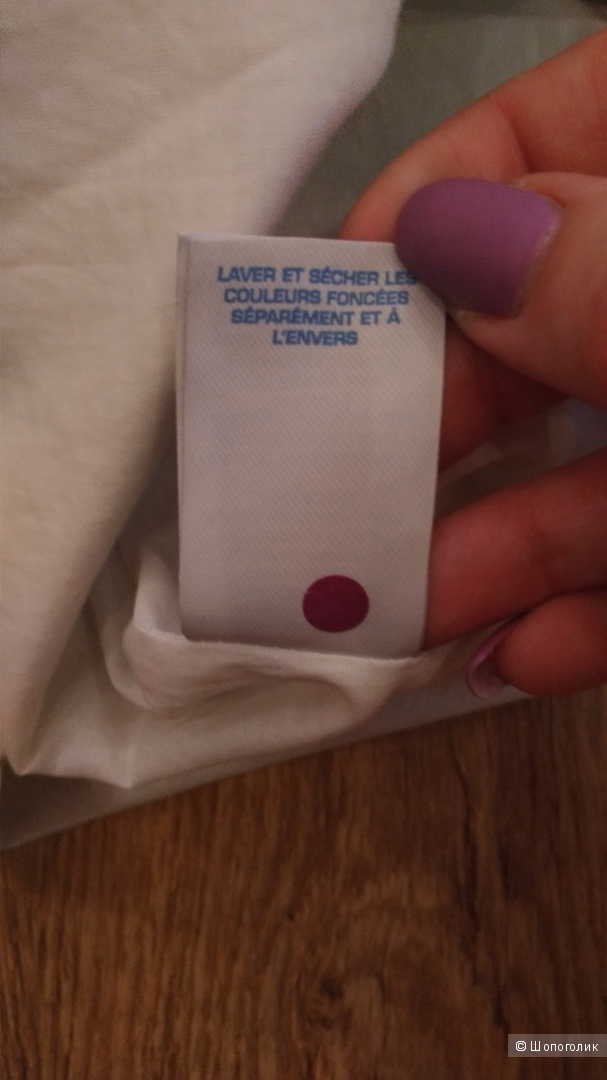 LAVER ET SÉCHER LES
COULEURS FONCÉES
SÉPARÉMENT ET À
L'ENVERS
© Шопоголик